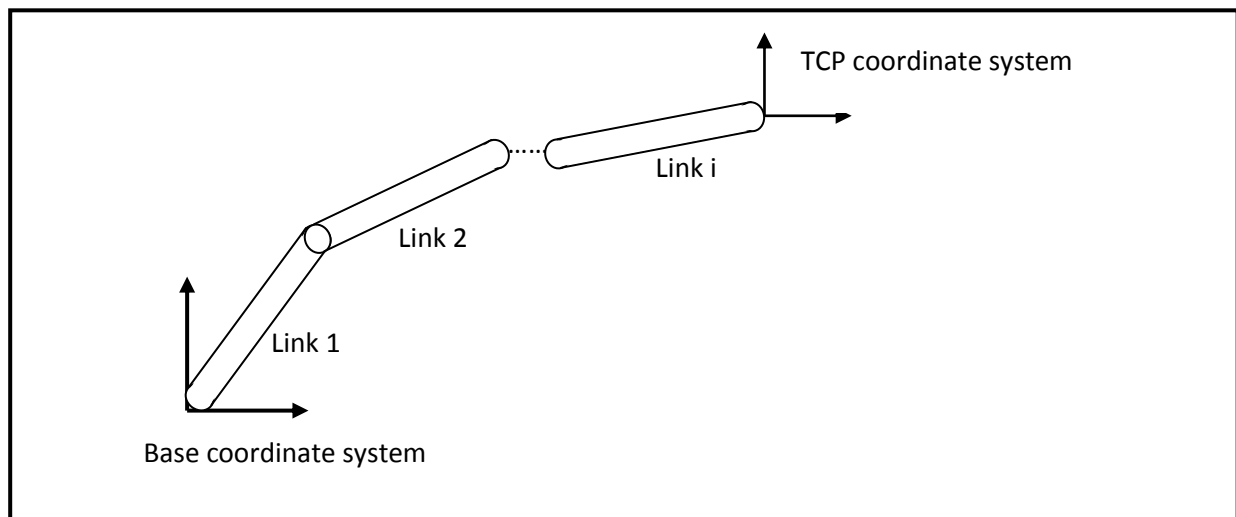 TCP coordinate system
Link i
Link 2
Link 1
Base coordinate system